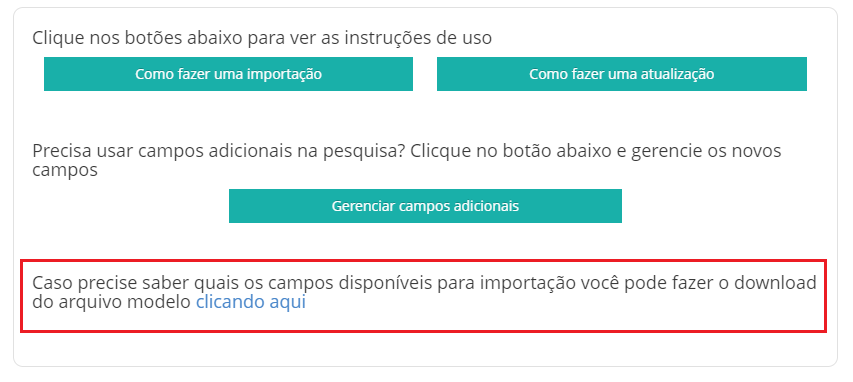 Clique nos botões abaixo para ver as instruções de uso
Como fazer uma importação
Como fazer uma atualização
Precisa usar campos adicionais na pesquisa? Clicque no botão abaixo e gerencie os novos
campos
Gerenciar campos adicionais
Caso precise saber quais os campos disponíveis para importação você pode fazer o download
do arquivo modelo clicando aqui